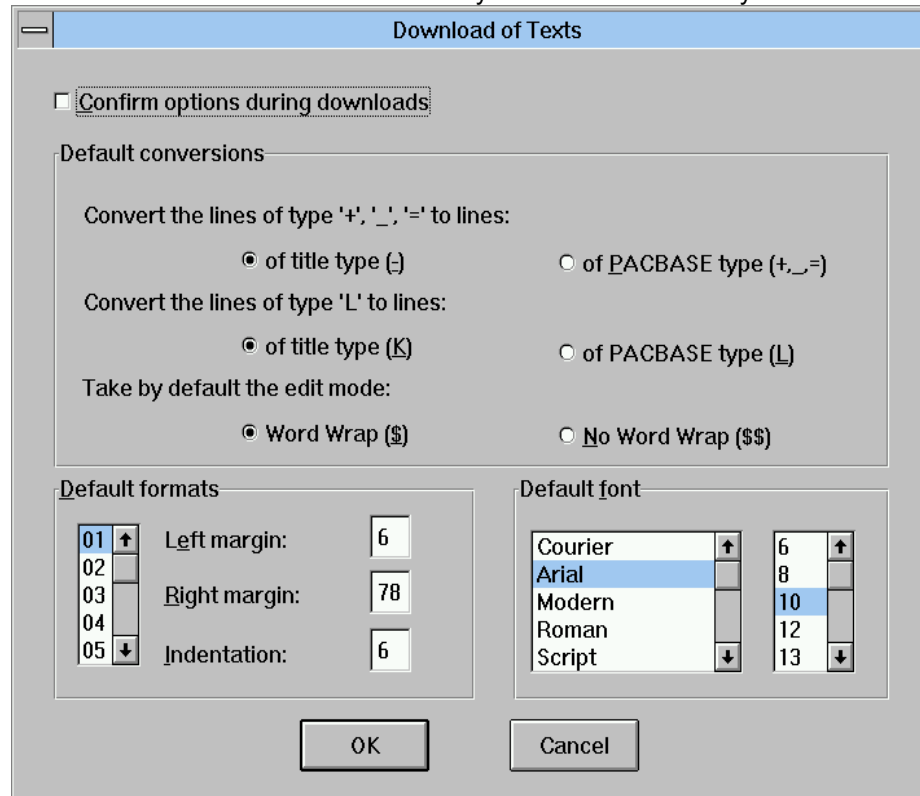 Download of Texts
Confirm options during downloads
Default conversions
Convert the lines of type '+', '_', '=' to lines:
of title type (-)
of PACBASE type (+,_,=)
Convert the lines of type 'L' to lines:
of title type (K)
of PACBASE type (L)
Take by default the edit mode:
Word Wrap ($)
No Word Wrap ($$)
Default formats
01
02
03
04
05
Left margin: 6
Right margin: 78
Indentation: 6
Default font
Courier
Arial
Modern
Roman
Script
6
8
10
12
13
OK
Cancel